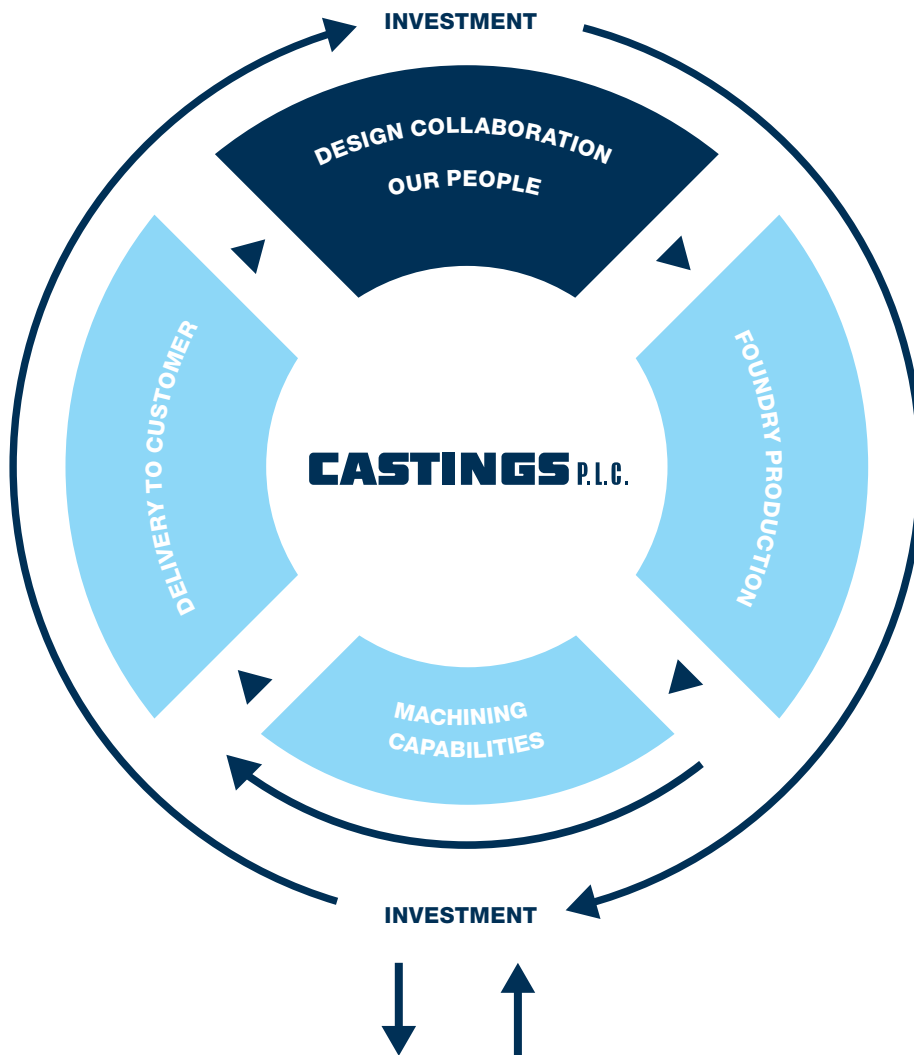 INVESTMENT
DESIGN COLLABORATION
OUR PEOPLE
DELIVERY TO CUSTOMER
FOUNDRY PRODUCTION
CASTINGS P.L.C.
MACHINING
CAPABILITIES
INVESTMENT